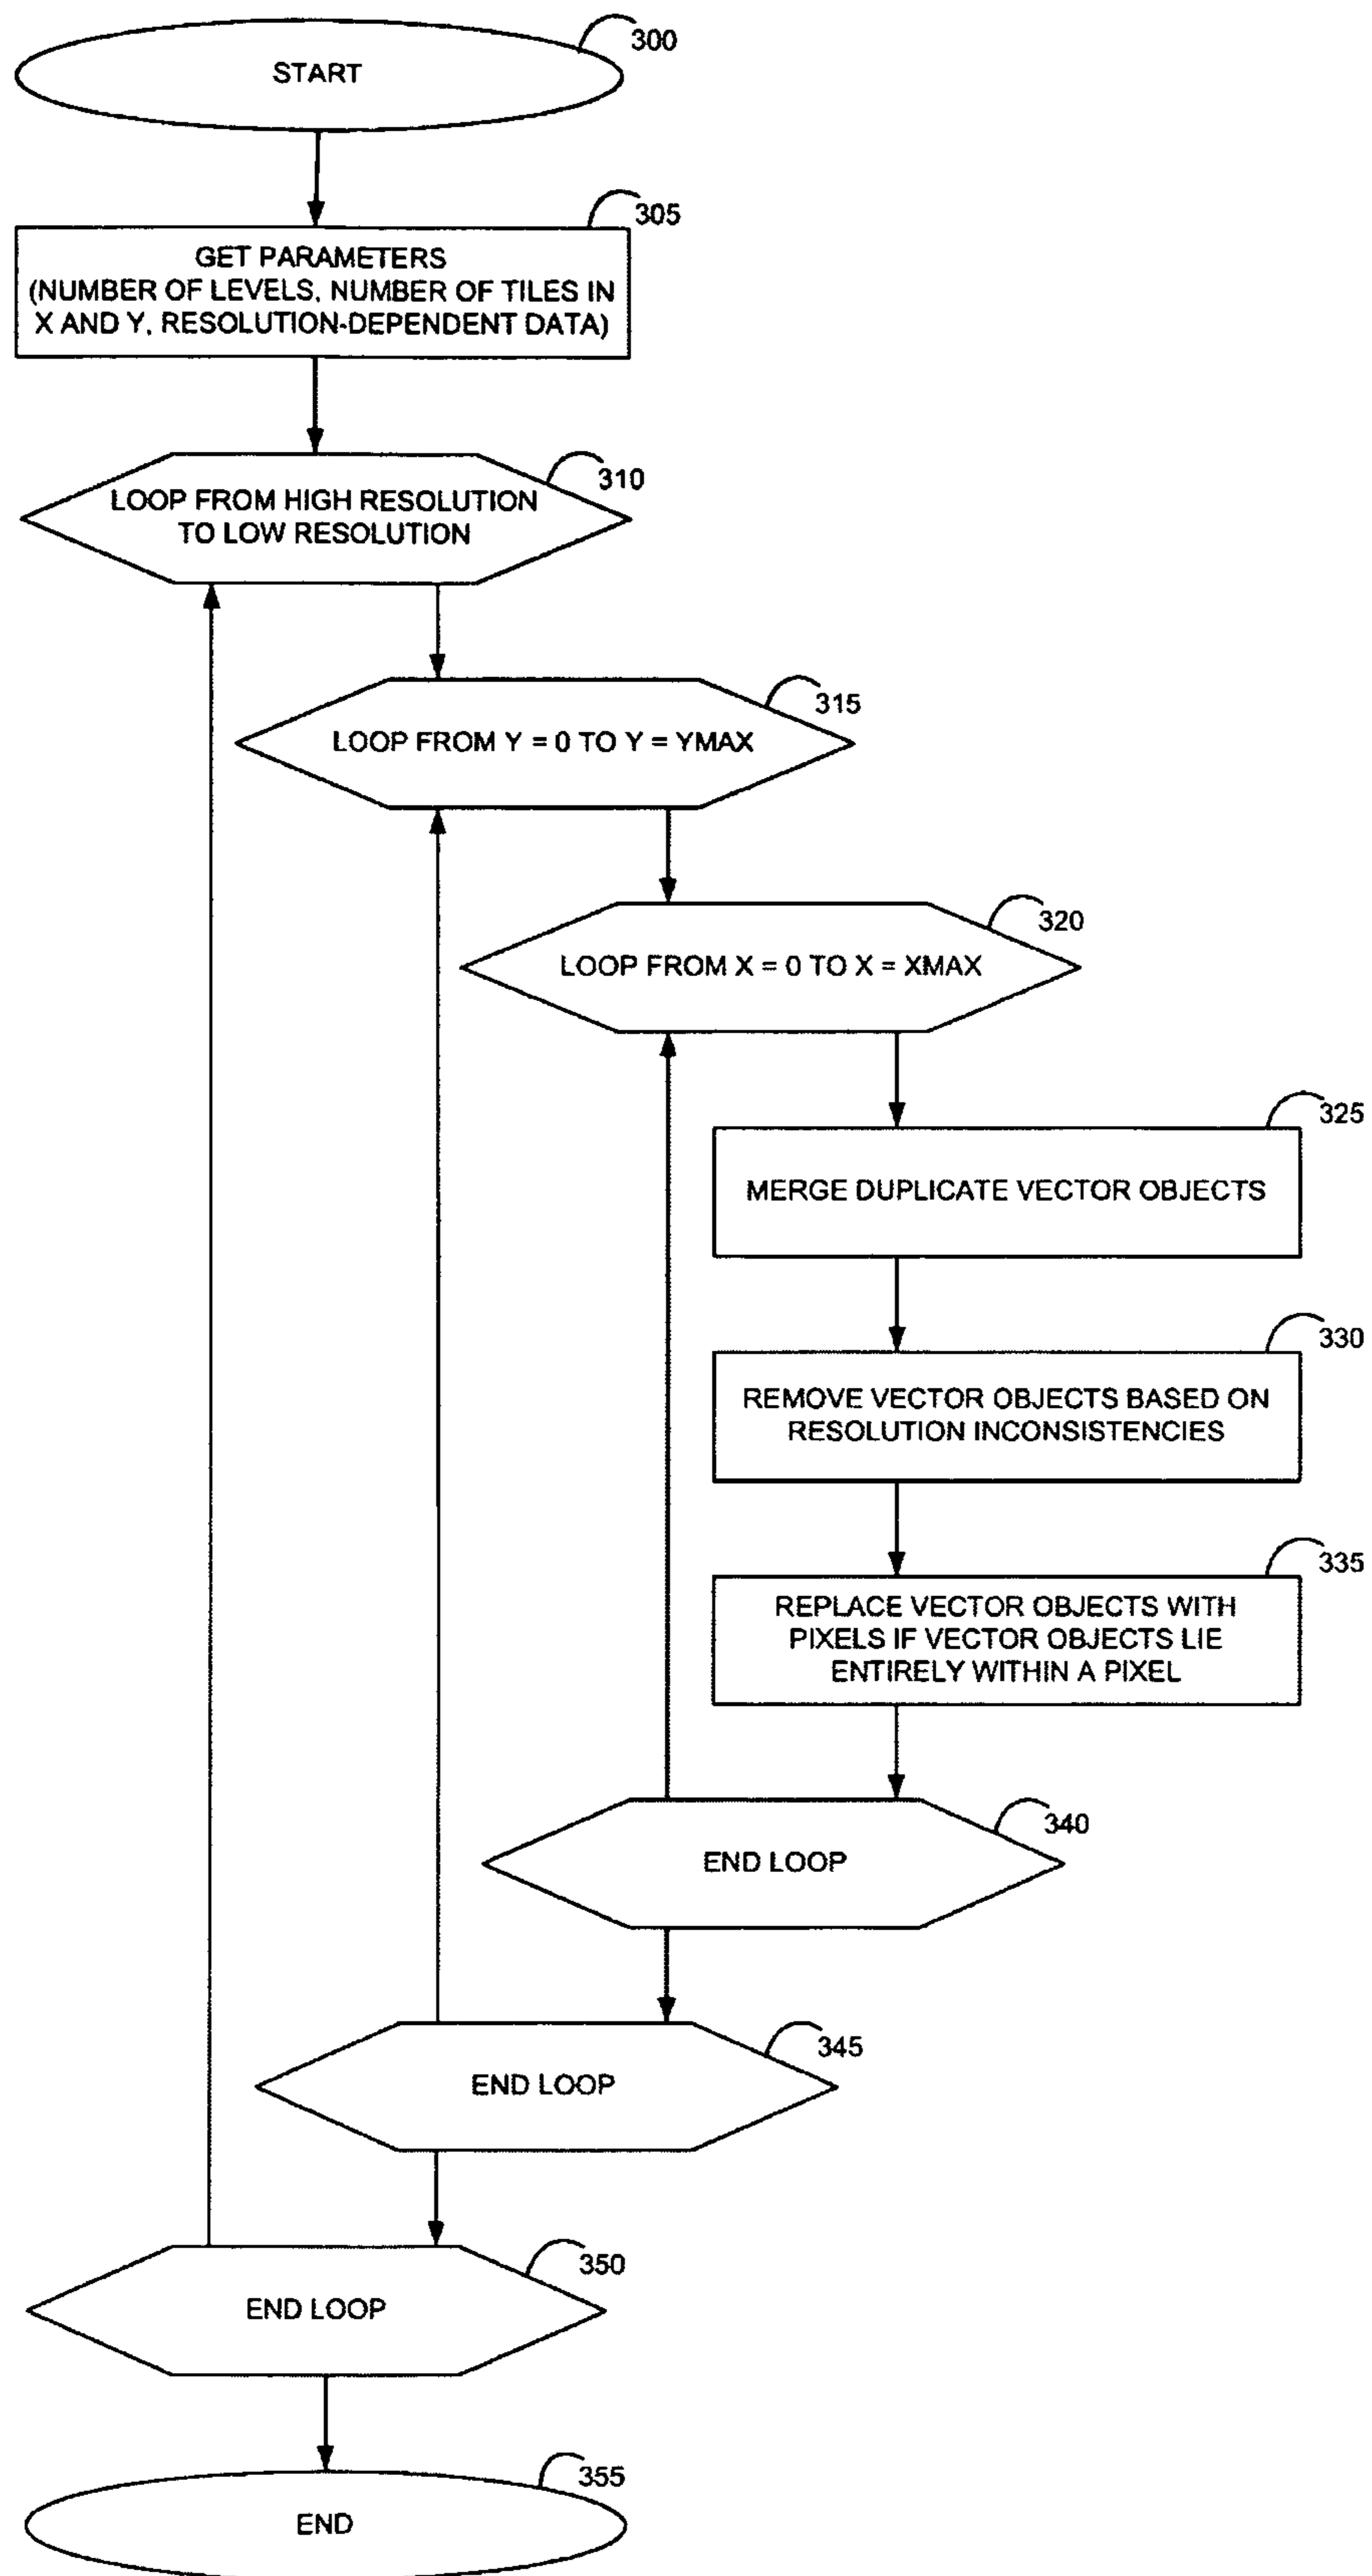 300
START
305
GET PARAMETERS
(NUMBER OF LEVELS, NUMBER OF TILES IN
X AND Y, RESOLUTION-DEPENDENT DATA)
310
LOOP FROM HIGH RESOLUTION
TO LOW RESOLUTION
315
LOOP FROM Y = 0 TO Y = YMAX
320
LOOP FROM X = 0 TO X = XMAX
325
MERGE DUPLICATE VECTOR OBJECTS
330
REMOVE VECTOR OBJECTS BASED ON
RESOLUTION INCONSISTENCIES
335
REPLACE VECTOR OBJECTS WITH
PIXELS IF VECTOR OBJECTS LIE
ENTIRELY WITHIN A PIXEL
340
END LOOP
345
END LOOP
350
END LOOP
355
END